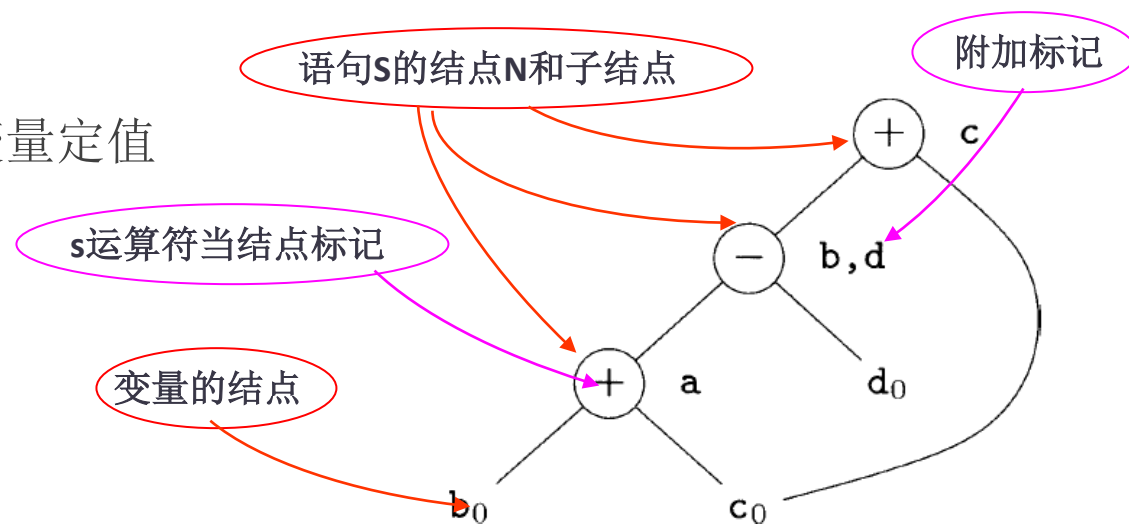 语句S的结点N和子结点
附加标记
量定值
+ c
s运算符当结点标记
− b,d
变量的结点
+ a
d₀
b₀
c₀